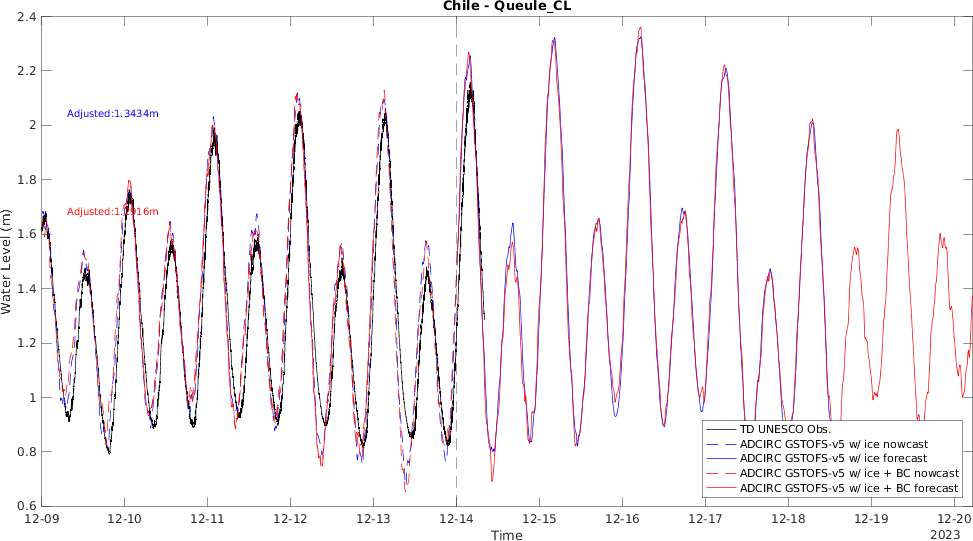 Chile - Queule_CL
2.4
2.2
2
1.8
1.6
1.4
1.2
1
0.8
0.6
Water Level (m)
Adjusted:1.3434m
Adjusted:1.2916m
TD UNESCO Obs.
ADCIRC GSTOFS-v5 w/ ice nowcast
ADCIRC GSTOFS-v5 w/ ice forecast
ADCIRC GSTOFS-v5 w/ ice + BC nowcast
ADCIRC GSTOFS-v5 w/ ice + BC forecast
12-09 12-10 12-11 12-12 12-13 12-14 12-15 12-16 12-17 12-18 12-19 12-20
Time
2023